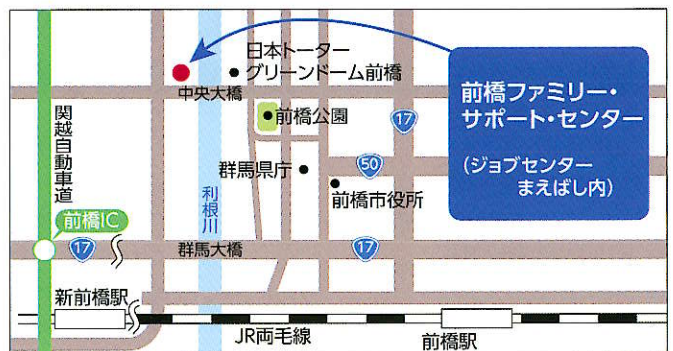 日本トーター
グリーンドーム前橋
中央大橋
前橋ファミリー・
サポート・センター
(ジョブセンター
まえばし内)
関越自動車道
前橋公園
17
群馬県庁
50
前橋市役所
利根川
前橋IC
17
群馬大橋
17
新前橋駅
JR両毛線
前橋駅